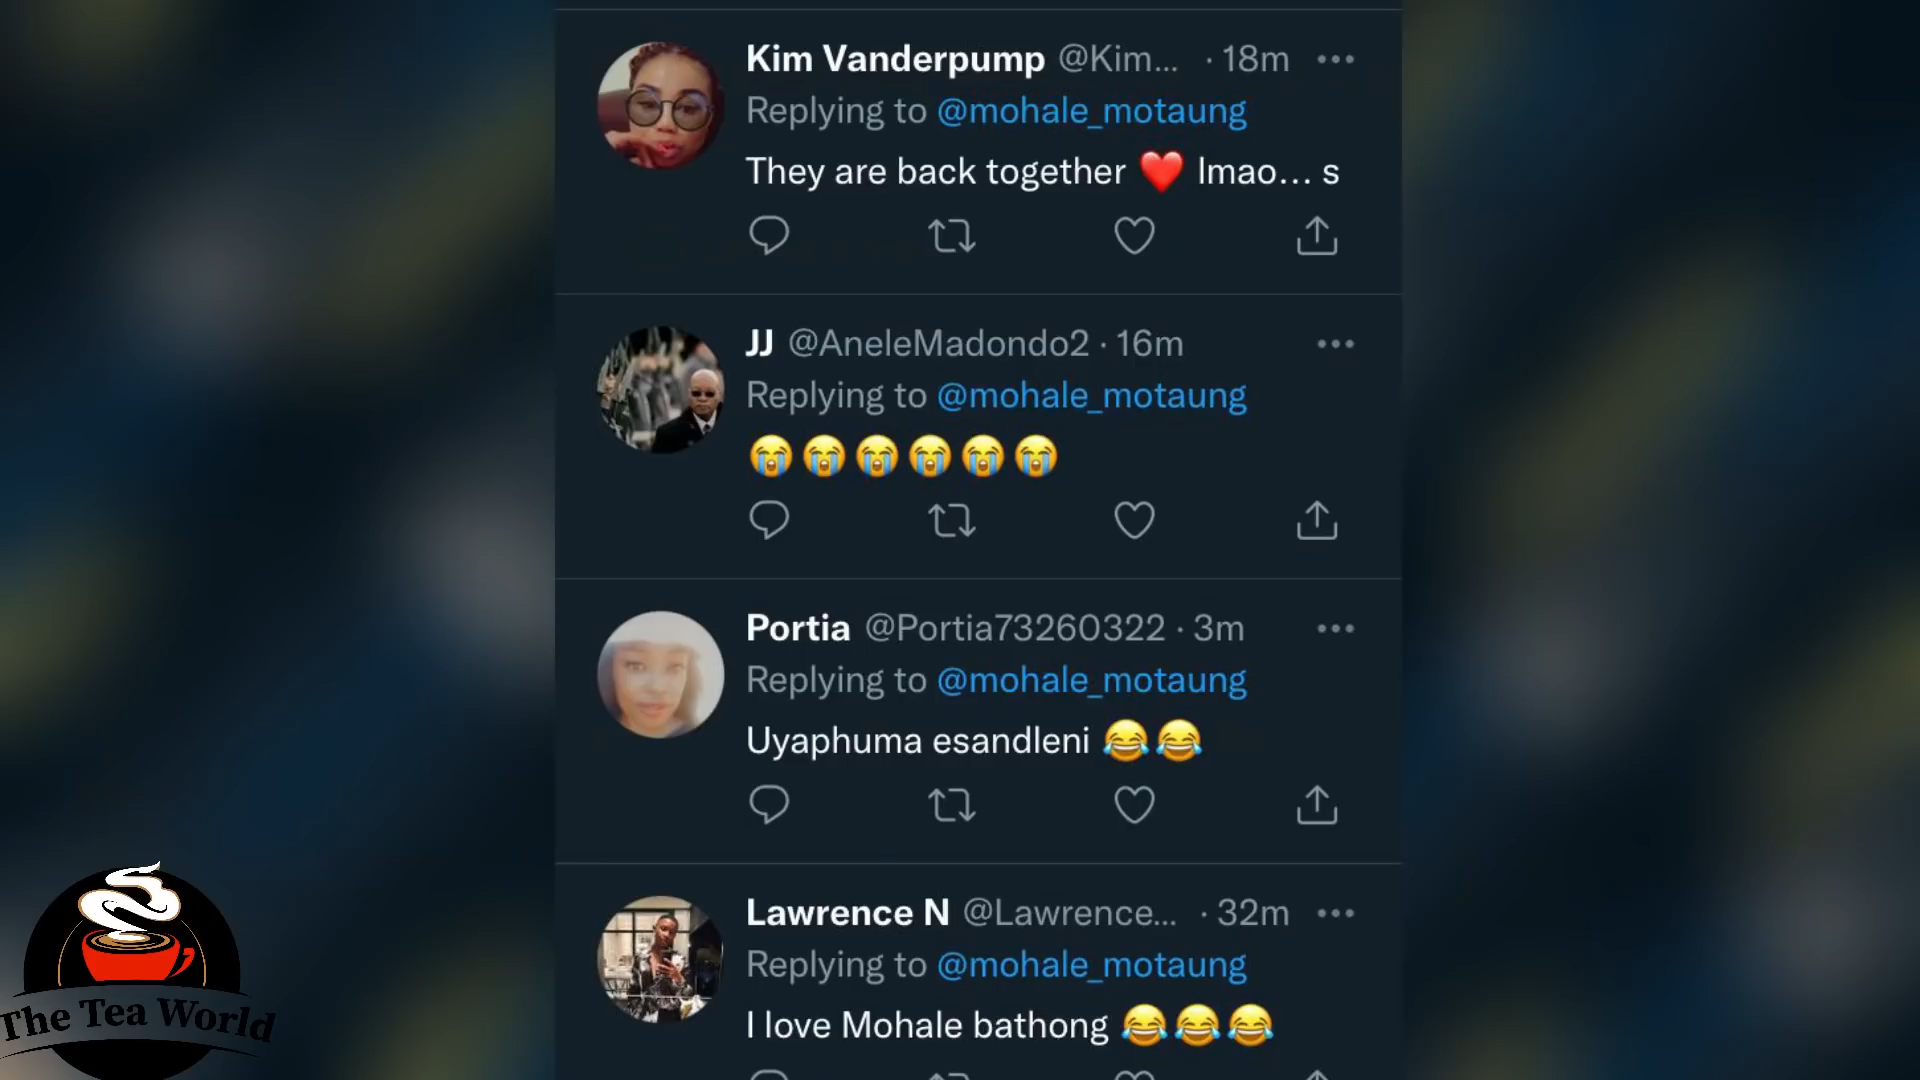 Kim Vanderpump @Kim... · 18m
Replying to @mohale_motaung
They are back together ❤️ lmao... s
JJ @AneleMadondo2 · 16m
Replying to @mohale_motaung
😭😭😭😭😭😭
Portia @Portia73260322 · 3m
Replying to @mohale_motaung
Uyaphuma esandleni 😂😂
Lawrence N @Lawrence... · 32m
Replying to @mohale_motaung
I love Mohale bathong 😂😂😂
The Tea World